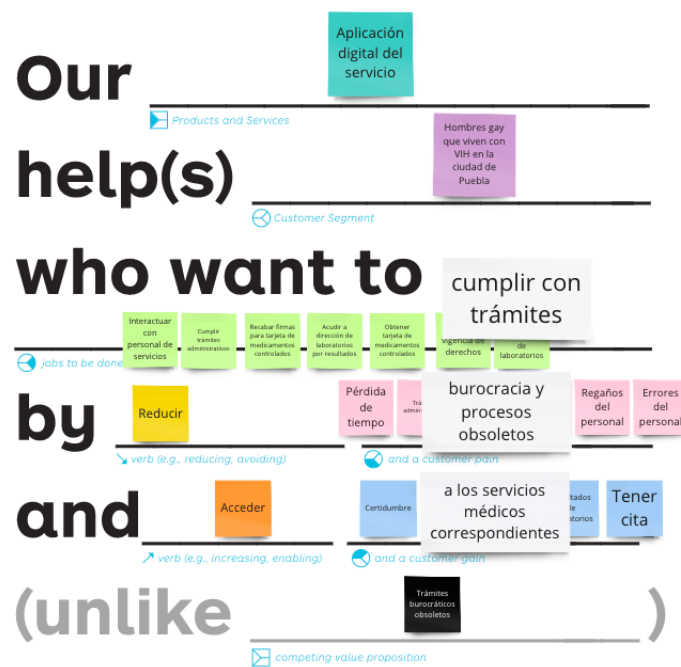 Our
Aplicación
digital del
servicio
Products and Services
help(s)
Hombres gay
que viven con
VIH en la
ciudad de
Puebla
Customer Segment
who want to
cumplir con
trámites
Interactuar
con
personal de
servicios
Cumplir
trámites
administrativos
Recabar firmas
para tarjeta de
medicamentos
controlados
Acudir a
dirección de
laboratorios
por resultados
Obtener
tarjeta de
medicamentos
controlados
vigencia de
derechos
de
laboratorios
jobs to be done
by
Reducir
Pérdida
de
tiempo
burocracia y
procesos
obsoletos
Regaños
del
personal
Errores
del
personal
verb (e.g., reducing, avoiding)
and a customer pain
and
Acceder
Certidumbre
a los servicios
médicos
correspondientes
Tener
cita
verb (e.g., increasing, enabling)
and a customer gain
(unlike
Trámites
burocráticos
obsoletos
)
competing value proposition